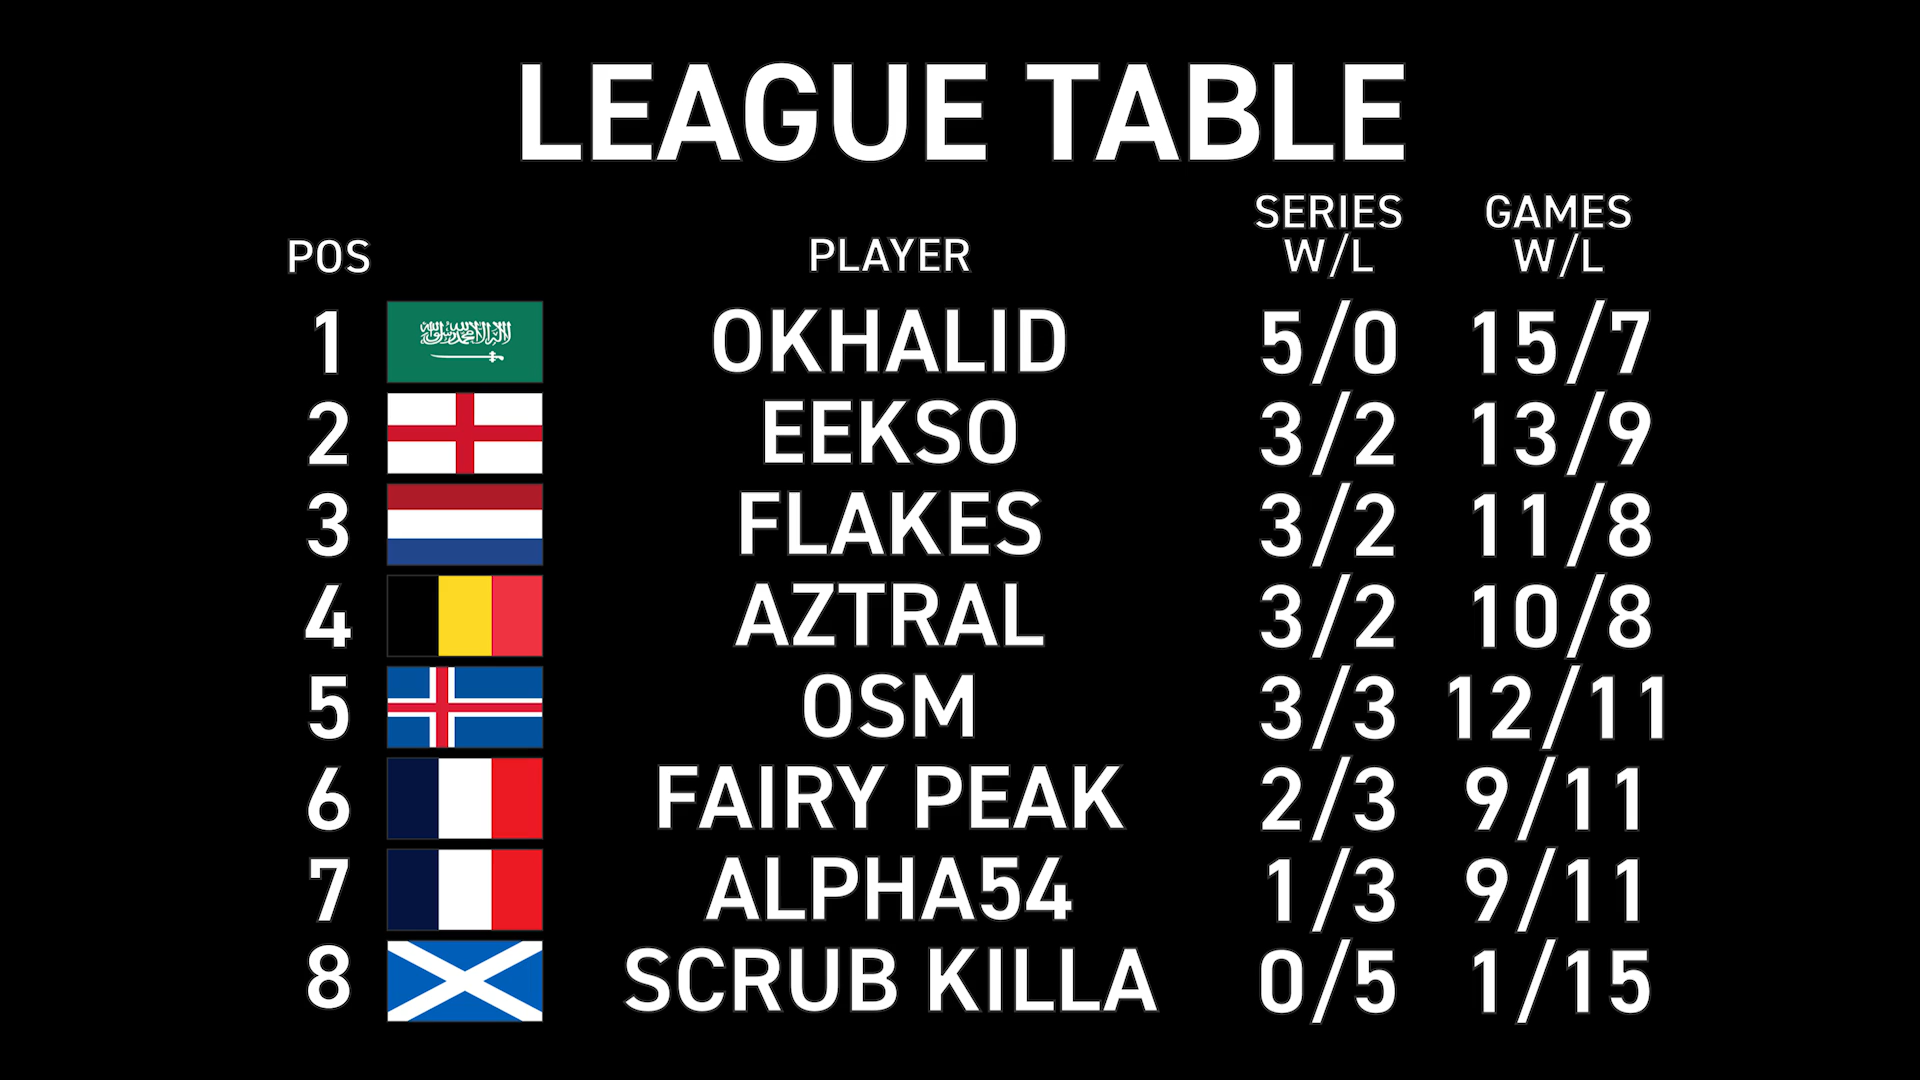 LEAGUE TABLE
POS PLAYER SERIES W/L GAMES W/L
1 OKHALID 5/0 15/7
2 EEKSO 3/2 13/9
3 FLAKES 3/2 11/8
4 AZTRAL 3/2 10/8
5 OSM 3/3 12/11
6 FAIRY PEAK 2/3 9/11
7 ALPHA54 1/3 9/11
8 SCRUB KILLA 0/5 1/15